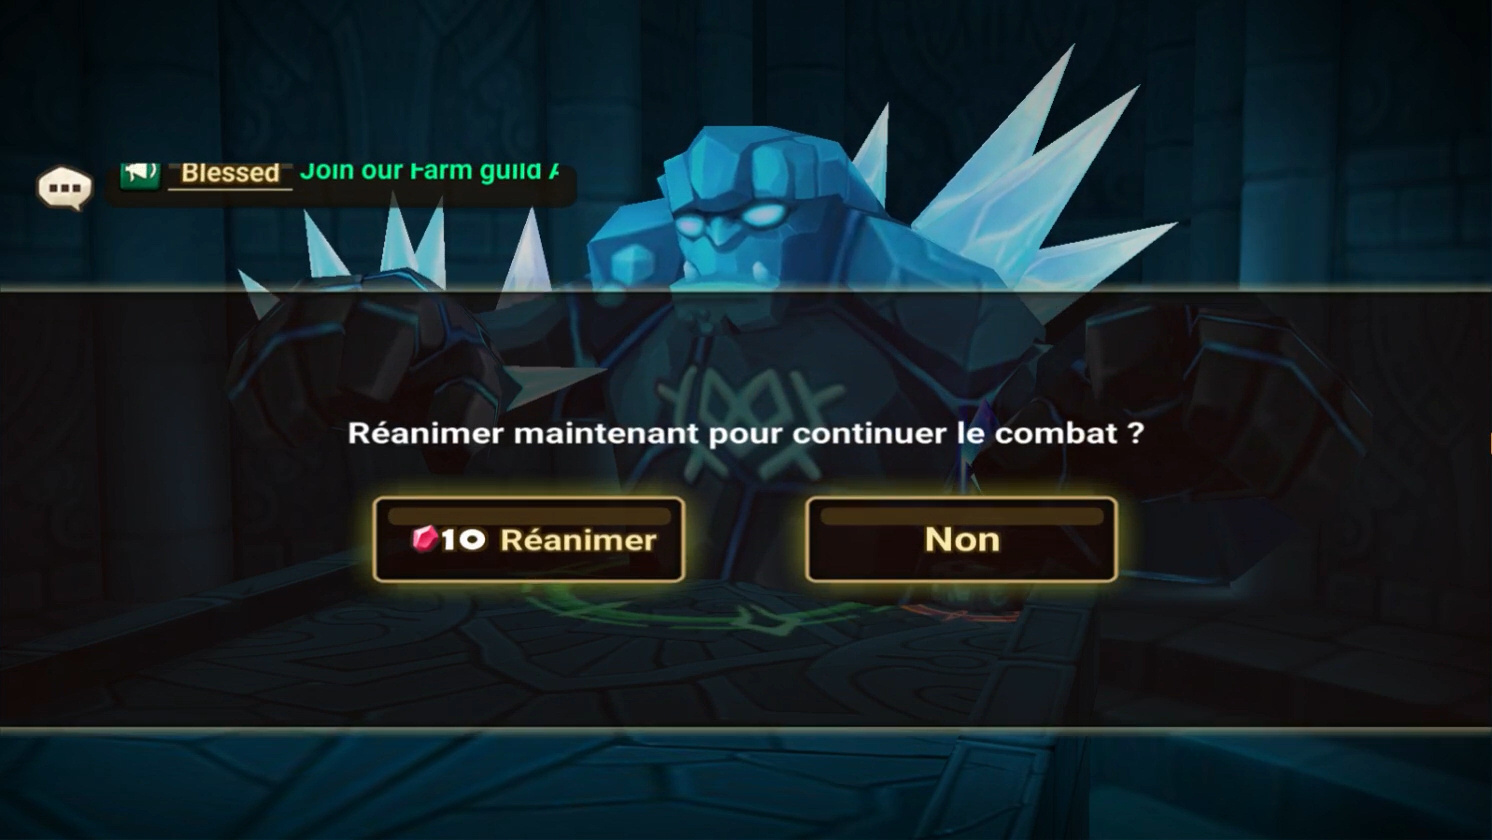 Blessed Join our Farm guild
Réanimer maintenant pour continuer le combat ?
10 Réanimer
Non